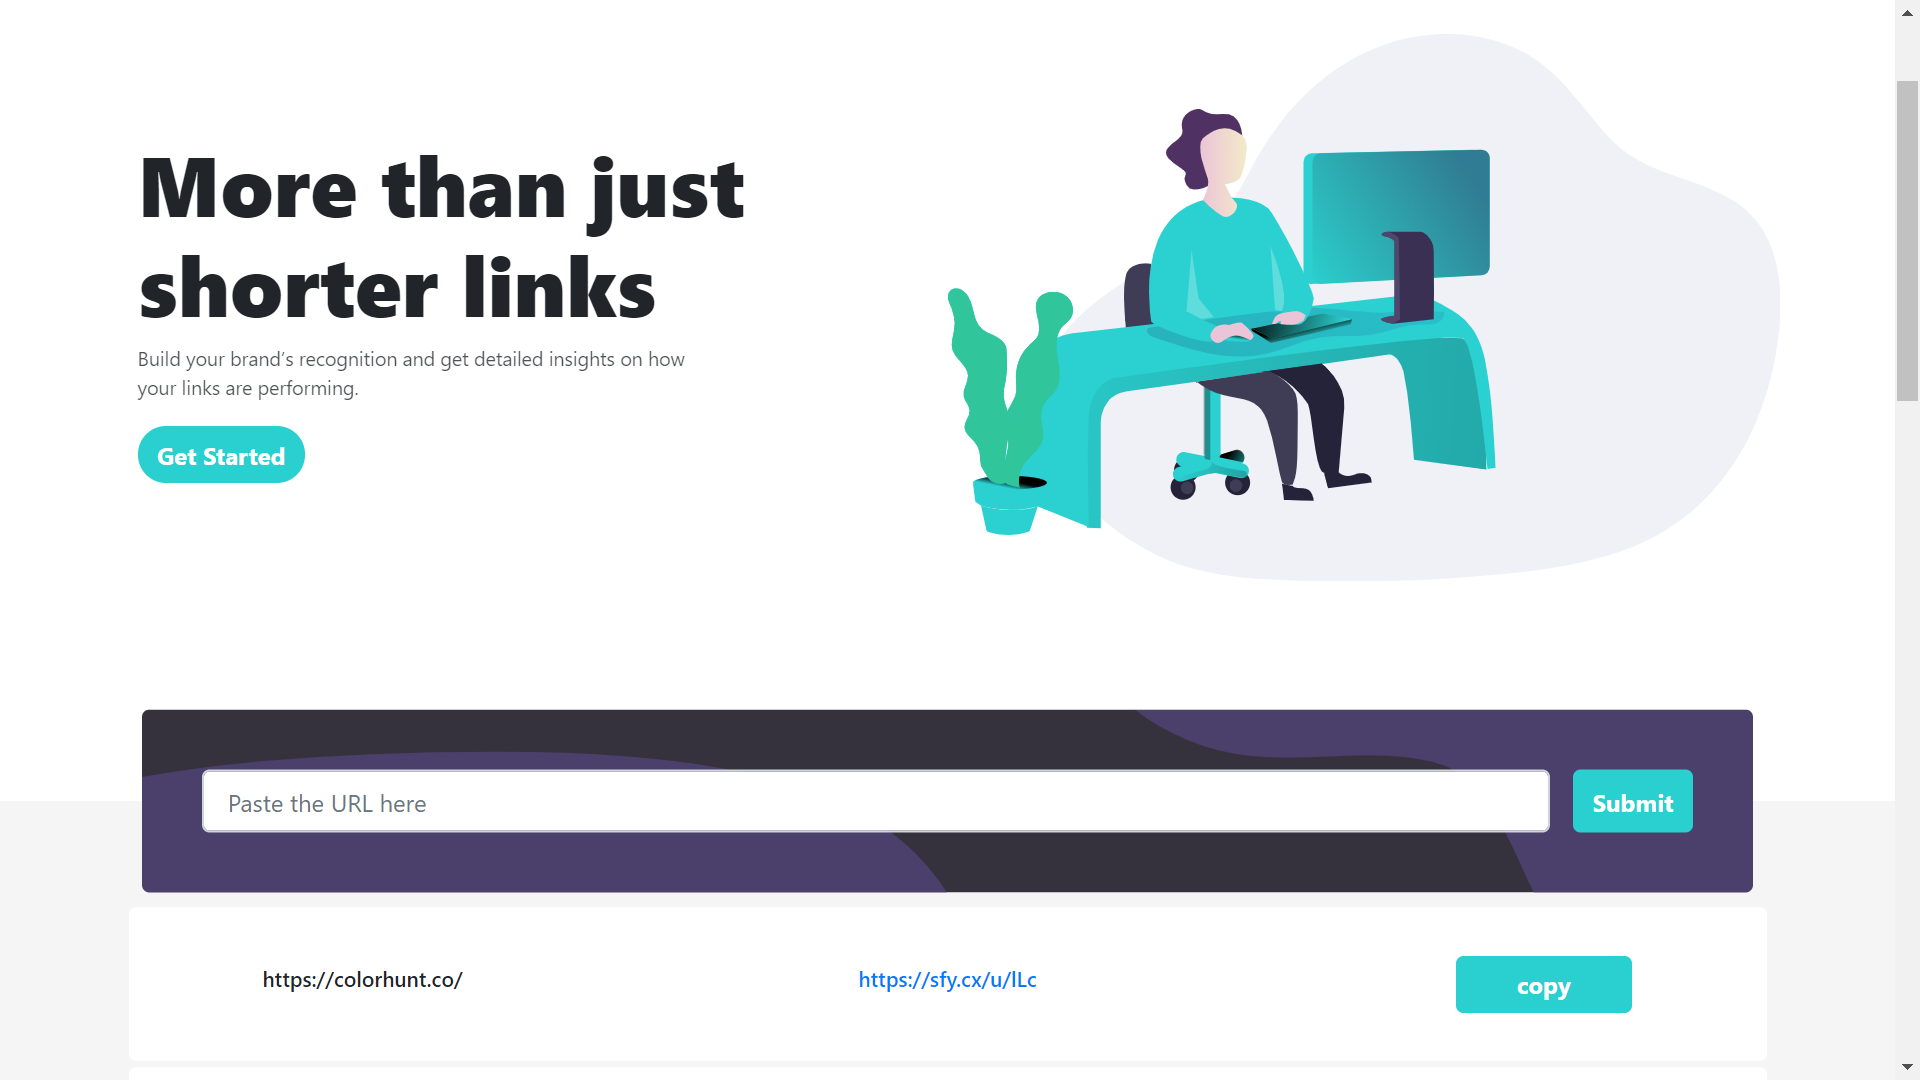 More than just
shorter links
Build your brand’s recognition and get detailed insights on how
your links are performing.
Get Started
Paste the URL here
Submit
https://colorhunt.co/
https://sfy.cx/u/lLc
copy